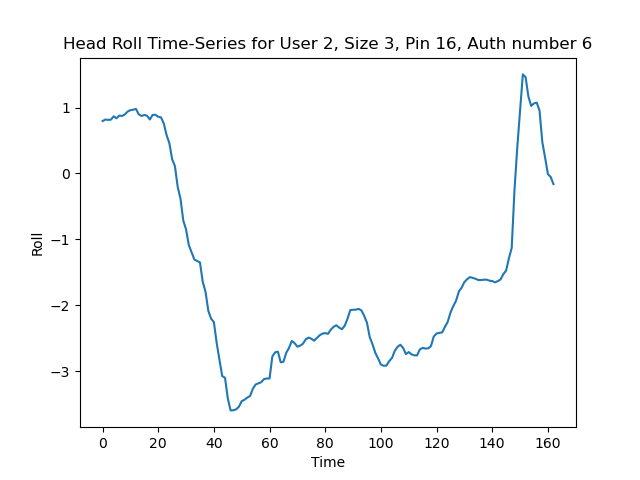 Head Roll Time-Series for User 2, Size 3, Pin 16, Auth number 6
1
0
−1
−2
−3
Roll
0 20 40 60 80 100 120 140 160
Time